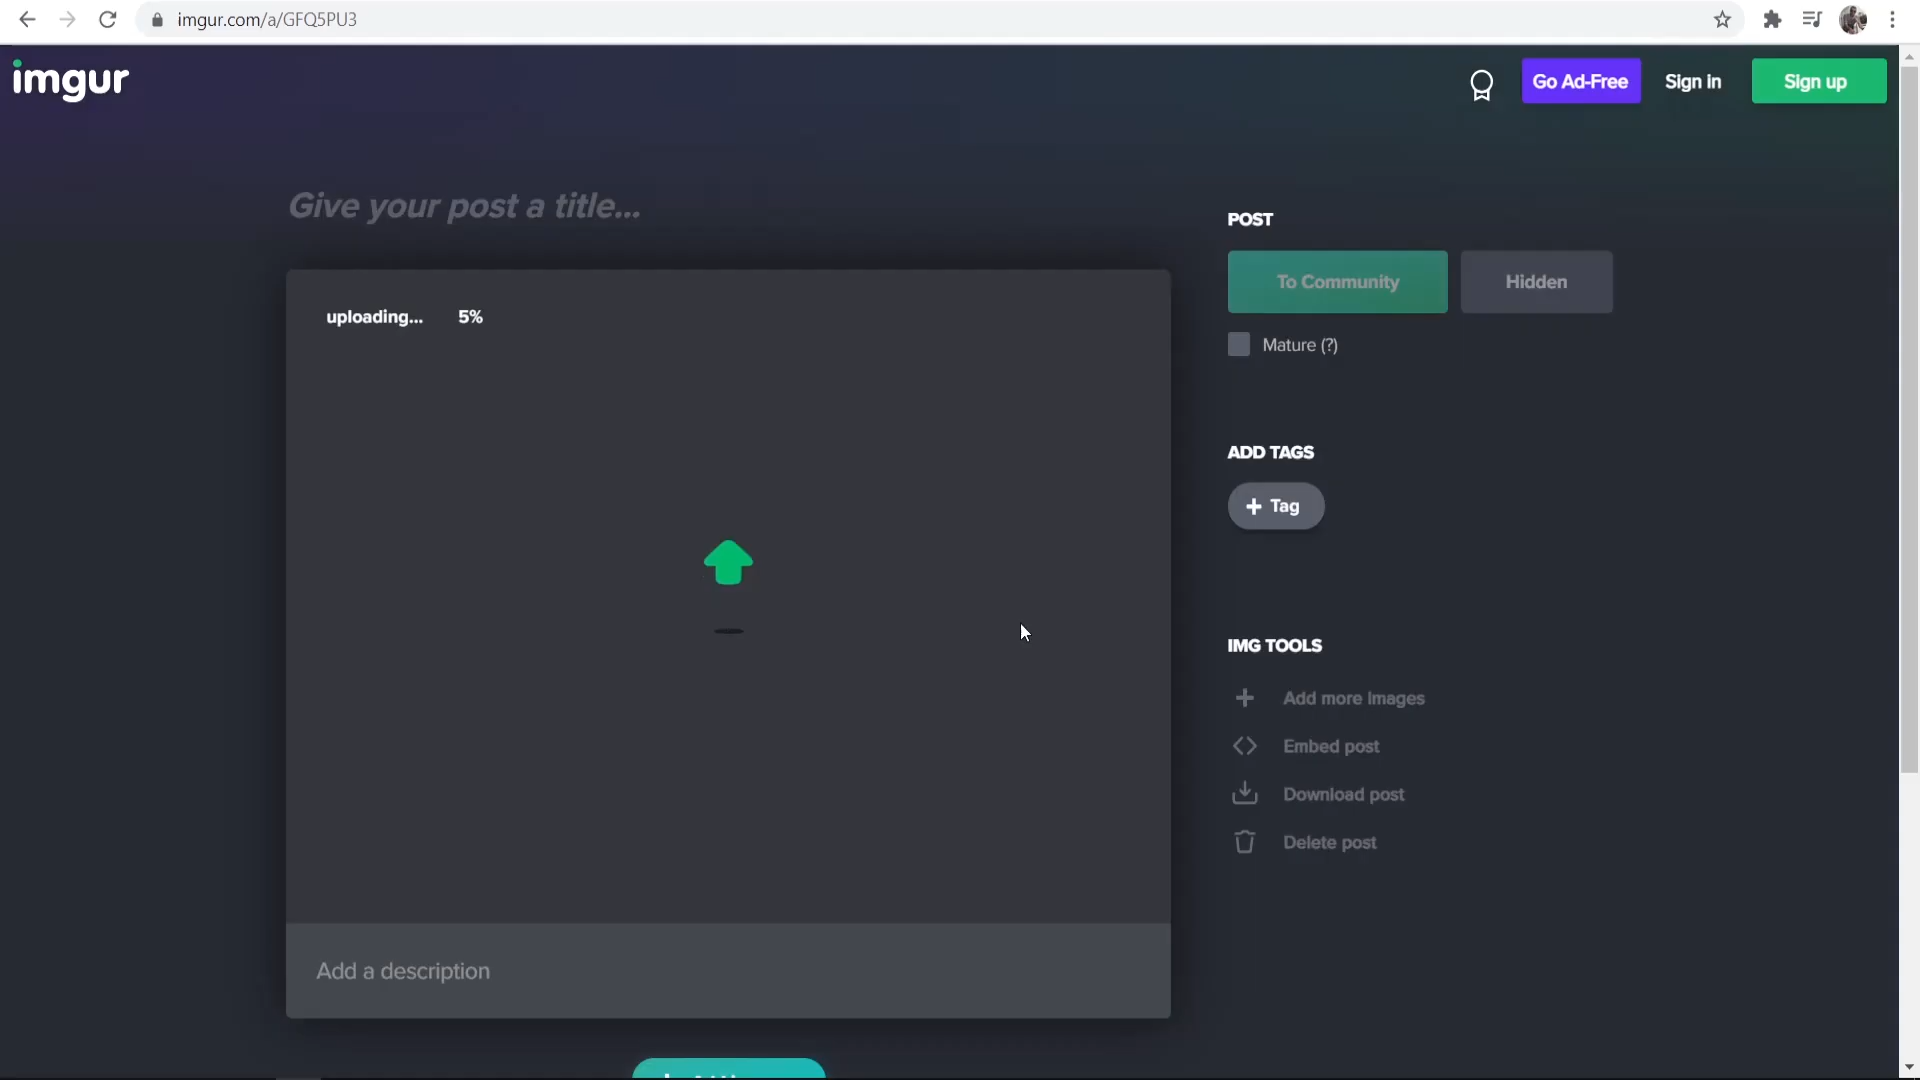 imgur.com/a/GFQ5PU3
imgur
Go Ad-Free
Sign in
Sign up
Give your post a title...
POST
To Community
Hidden
Mature (?)
uploading... 5%
ADD TAGS
+ Tag
IMG TOOLS
Add more Images
Embed post
Download post
Delete post
Add a description